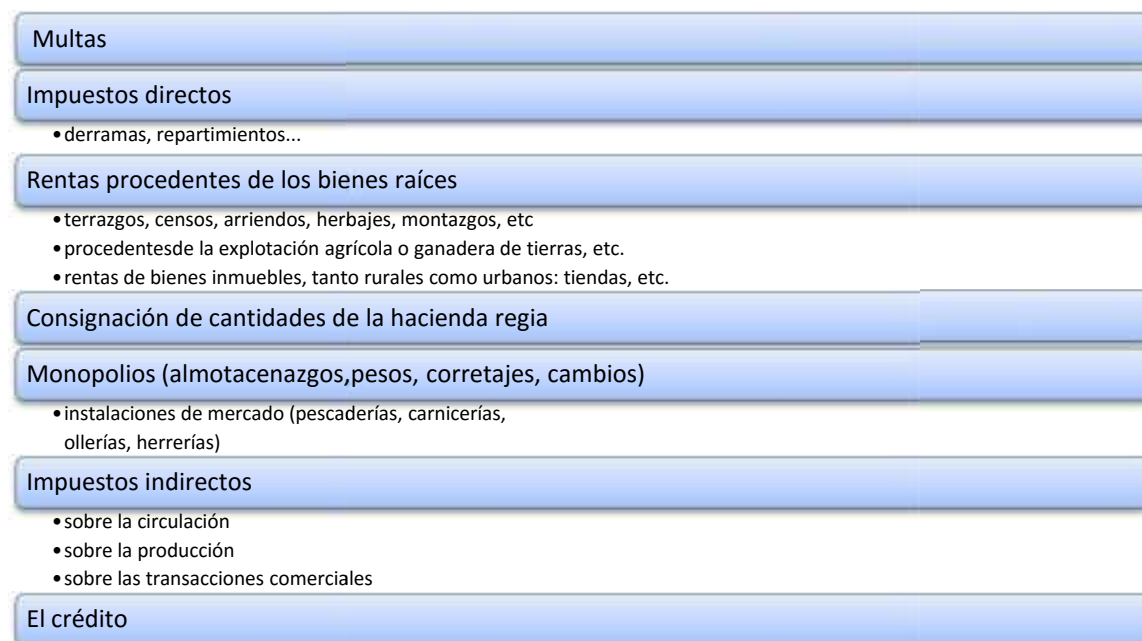 Multas
Impuestos directos
•derramas, repartimientos...
Rentas procedentes de los bienes raíces
•terrazgos, censos, arriendos, herbajes, montazgos, etc
•procedentesde la explotación agrícola o ganadera de tierras, etc.
•rentas de bienes inmuebles, tanto rurales como urbanos: tiendas, etc.
Consignación de cantidades de la hacienda regia
Monopolios (almotacenazgos,pesos, corretajes, cambios)
•instalaciones de mercado (pescaderías, carnicerías,
ollerías, herrerías)
Impuestos indirectos
•sobre la circulación
•sobre la producción
•sobre las transacciones comerciales
El crédito